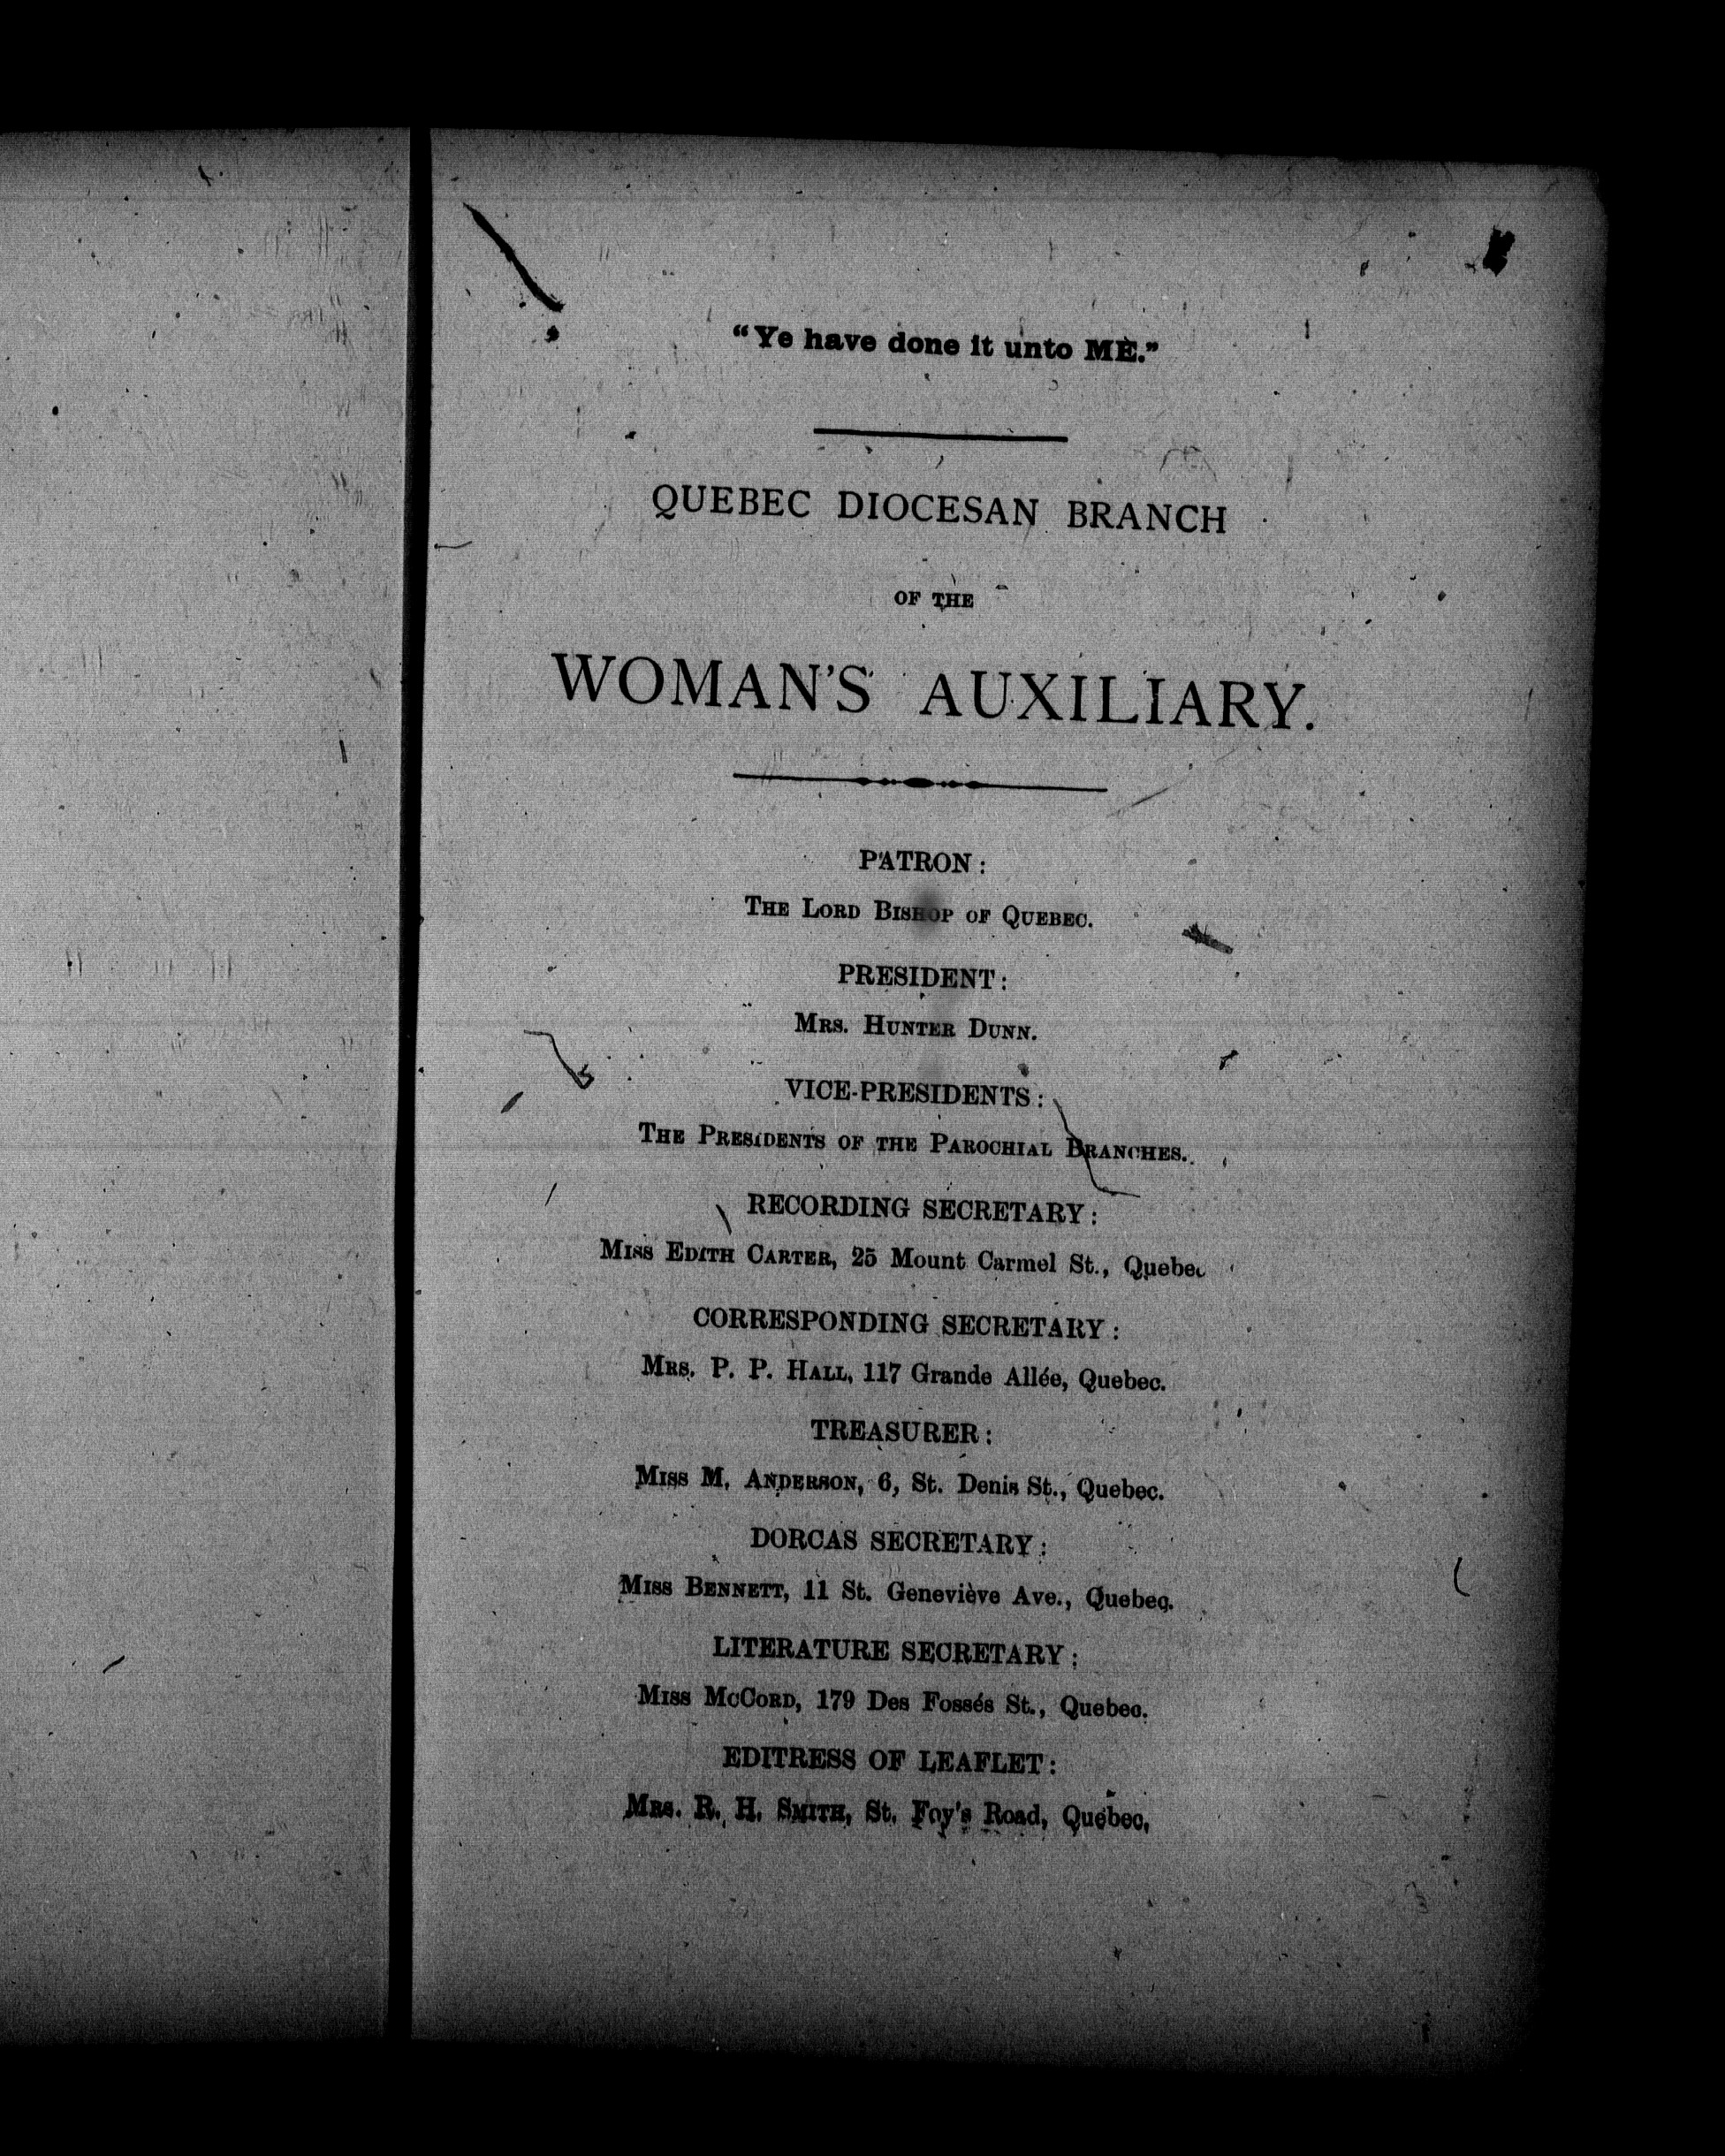 “Ye have done it unto ME.”
QUEBEC DIOCESAN BRANCH
OF THE
WOMAN'S AUXILIARY.
PATRON:
THE LORD BISHOP OF QUEBEC.
PRESIDENT:
MRS. HUNTER DUNN.
VICE-PRESIDENTS:
THE PRESIDENTS OF THE PAROCHIAL BRANCHES.
RECORDING SECRETARY:
MISS EDITH CARTER, 25 Mount Carmel St., Quebec
CORRESPONDING SECRETARY:
MRS. P. P. HALL, 117 Grande Allée, Quebec.
TREASURER:
MISS M. ANDERSON, 6, St. Denis St., Quebec.
DORCAS SECRETARY:
MISS BENNETT, 11 St. Geneviève Ave., Quebec.
LITERATURE SECRETARY:
MISS MCCORD, 179 Des Fossés St., Quebec.
EDITRESS OF LEAFLET:
MRS. R. H. SMITH, St. Foy's Road, Quebec.